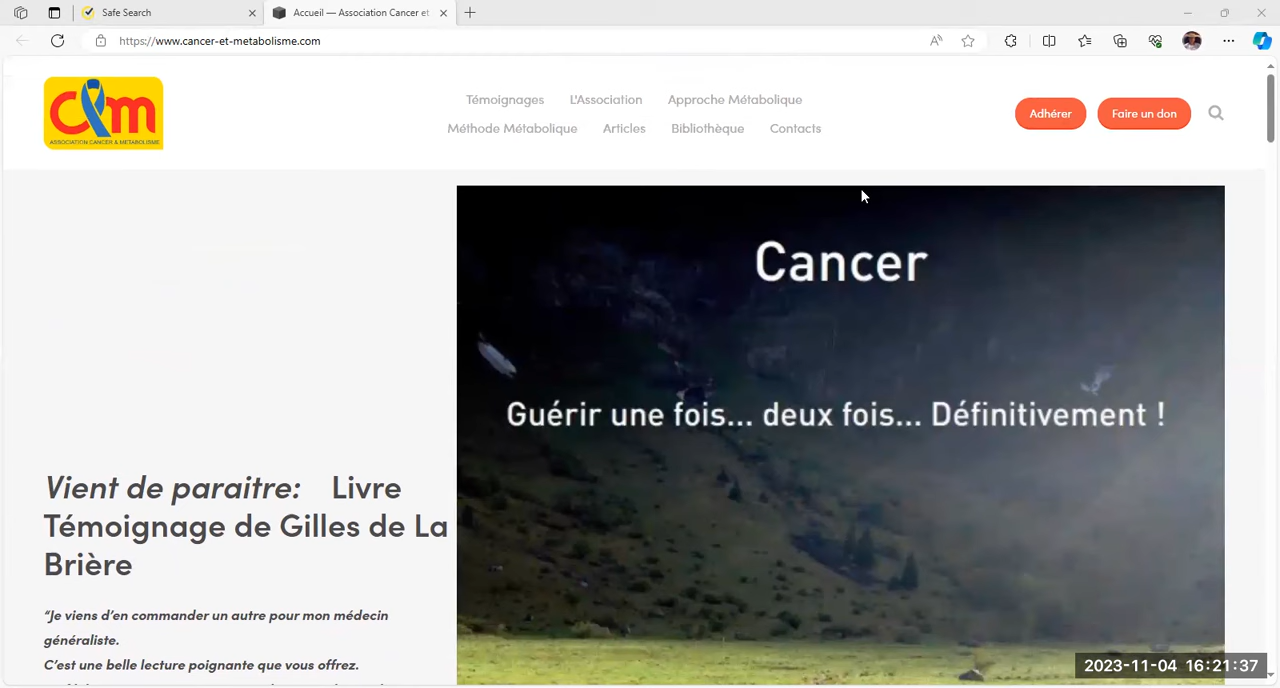 Safe Search
Accueil — Association Cancer et
https://www.cancer-et-metabolisme.com
c&m
ASSOCIATION CANCER & METABOLISME
Témoignages L'Association Approche Métabolique
Méthode Métabolique Articles Bibliothèque Contacts
Adhérer Faire un don
Cancer
Guérir une fois... deux fois... Définitivement !
Vient de paraitre: Livre
Témoignage de Gilles de La
Brière
“Je viens d’en commander un autre pour mon médecin
généraliste.
C’est une belle lecture poignante que vous offrez.
2023-11-04 16:21:37